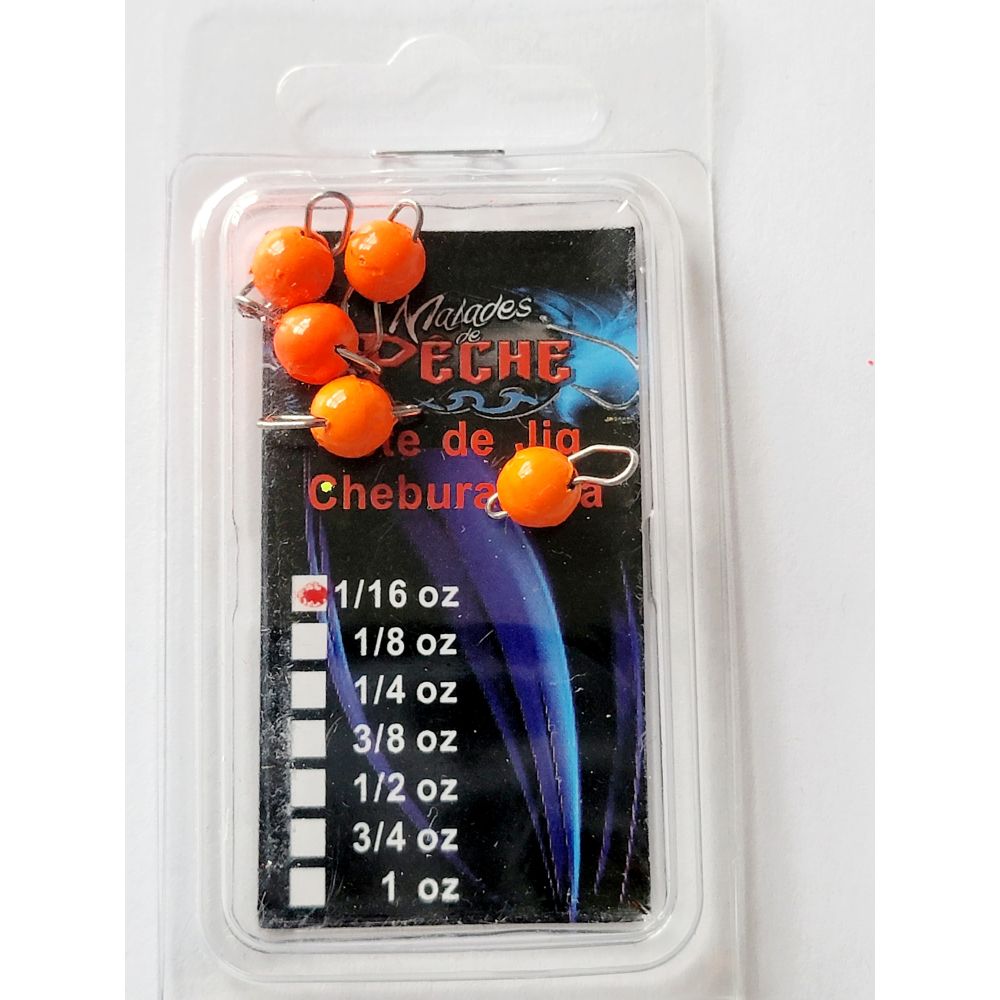 Malades
de
PÊCHE
de Jig
1/16 oz
1/8 oz
1/4 oz
3/8 oz
1/2 oz
3/4 oz
1 oz